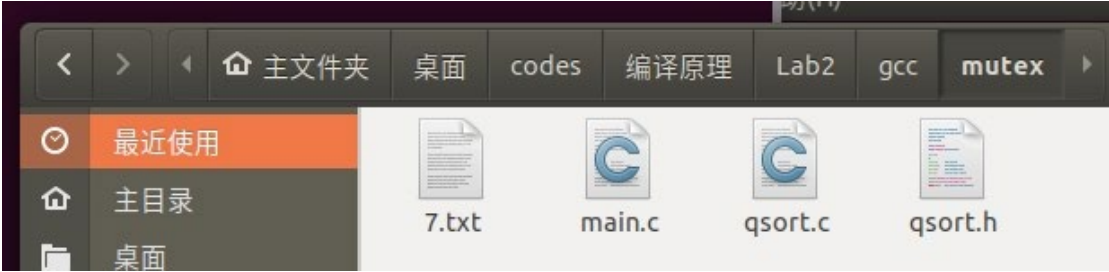 助(H)
主文件夹 桌面 codes 编译原理 Lab2 gcc mutex
最近使用
主目录
桌面
7.txt main.c qsort.c qsort.h